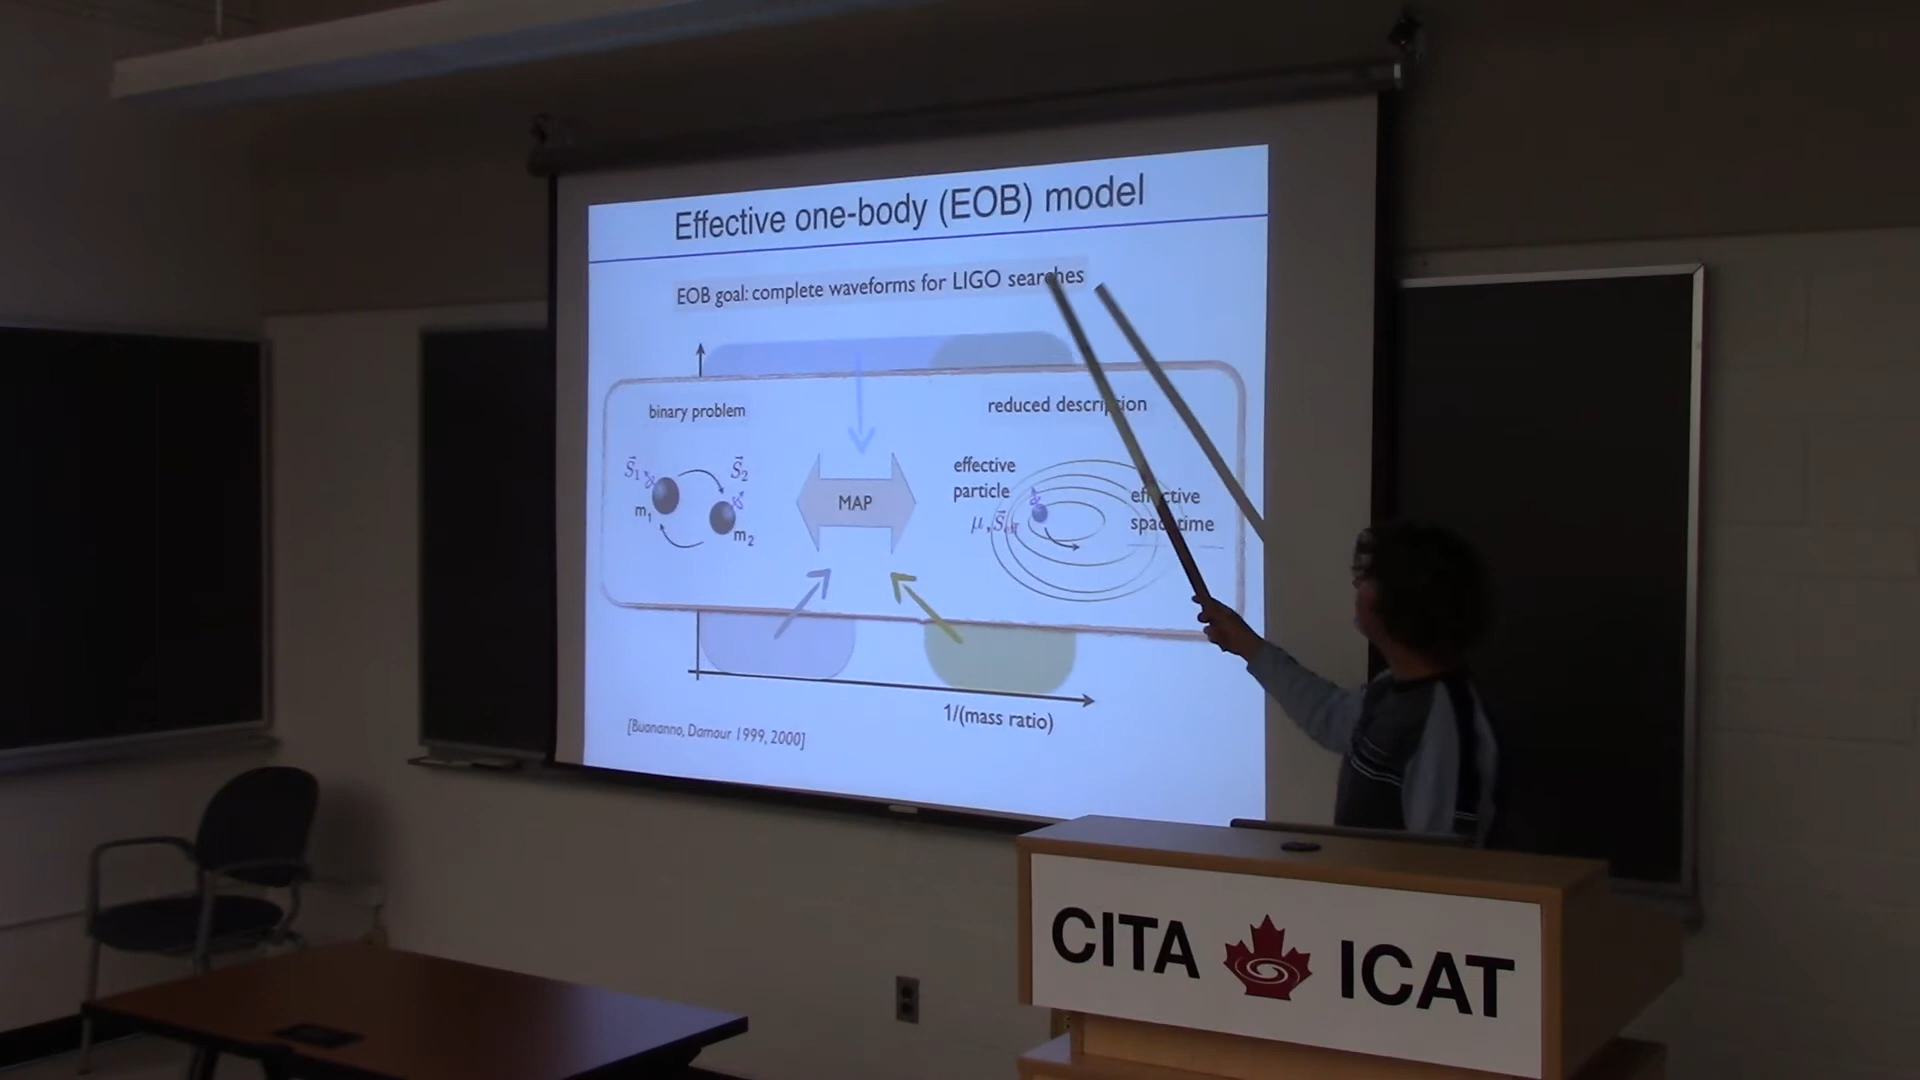 Effective one-body (EOB) model
EOB goal: complete waveforms for LIGO searches
binary problem
reduced description
S⃗1
S⃗2
m1
m2
MAP
effective
particle
μ, S⃗eff
effective
spacetime
1/(mass ratio)
[Buonanno, Damour 1999, 2000]
CITA ICAT